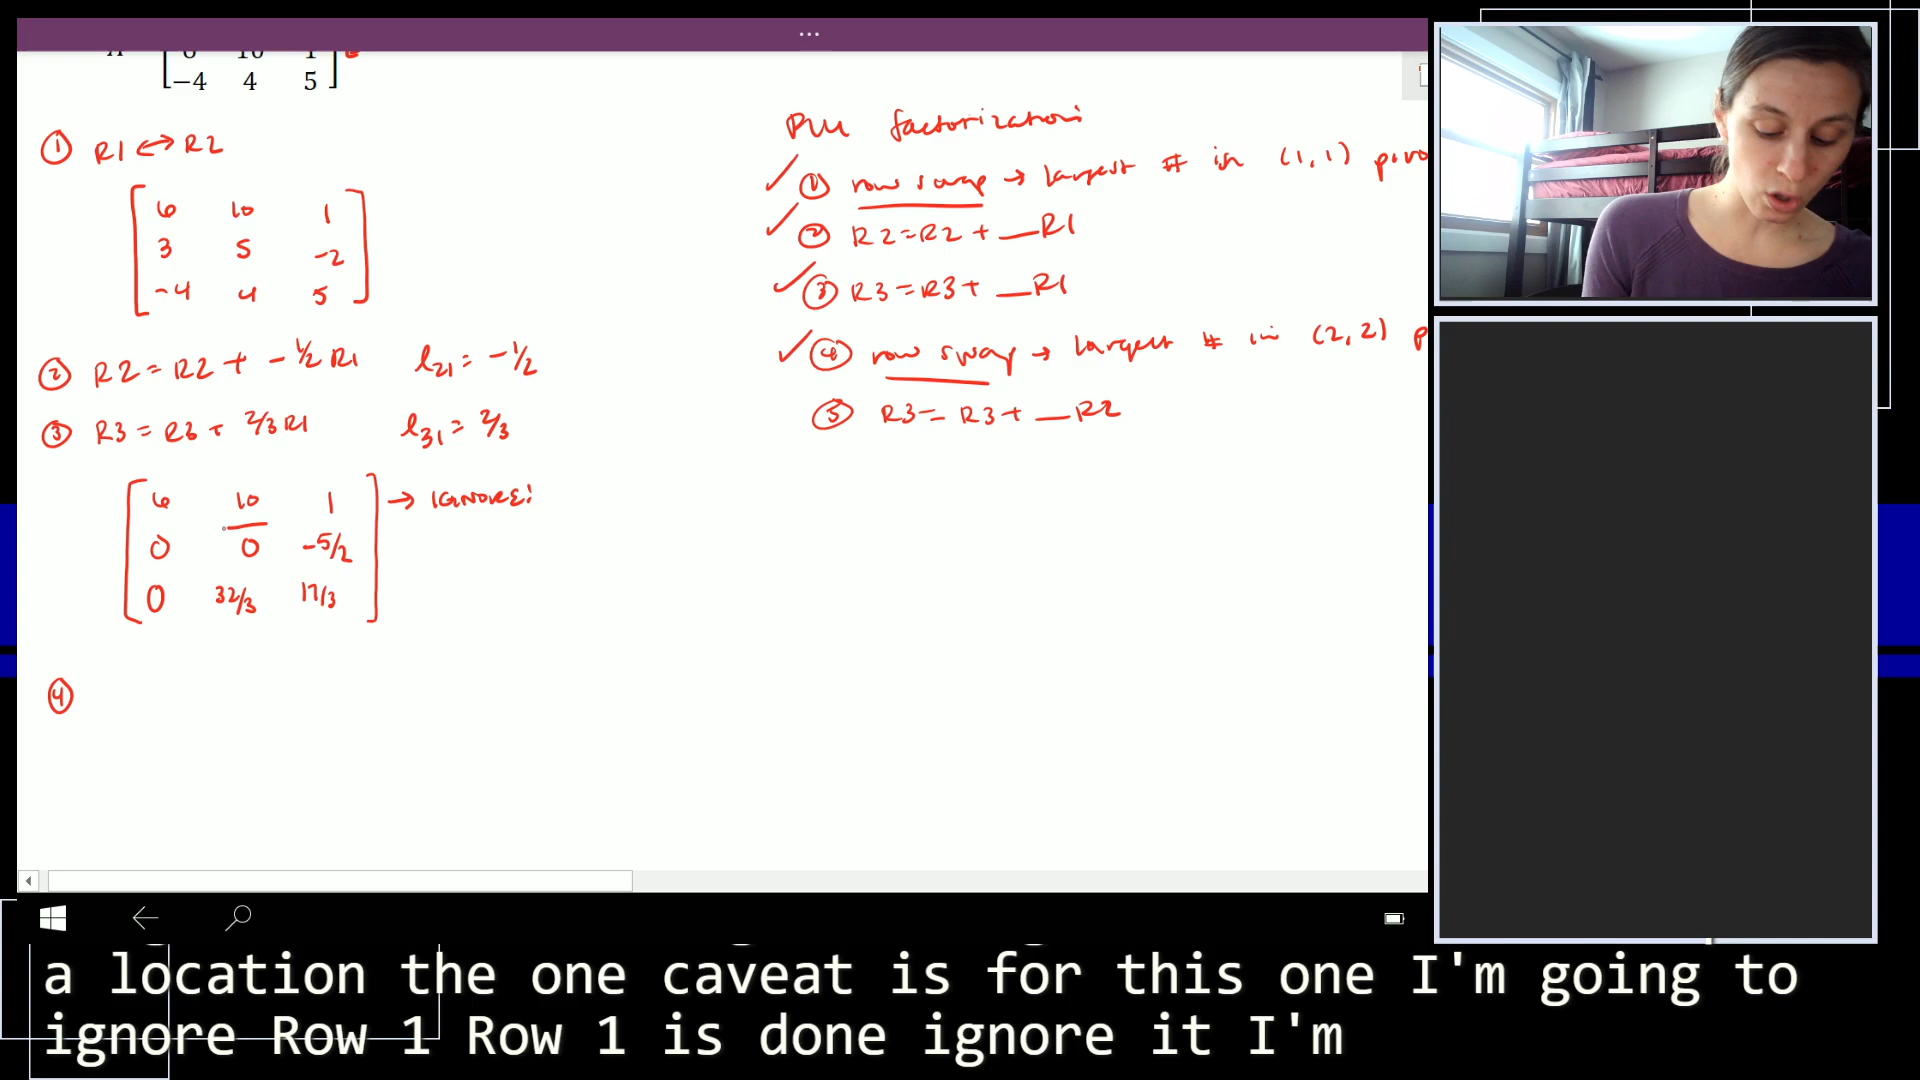 ...
−4 4 5
① R1 ↔ R2
6 10 1
3 5 -2
-4 4 5
② R2 = R2 + -1/2 R1 l21 = -1/2
③ R3 = R3 + 2/3 R1 l31 = 2/3
6 10 1 → IGNORE!
0 0 -5/2
0 32/3 17/3
④
PLU factorization
✓ ① row swap → largest # in (1,1) pivo
✓ ② R2 = R2 + __R1
✓ ③ R3 = R3 + __R1
✓ ④ row swap → largest # in (2,2) p
⑤ R3 = R3 + __R2
a location the one caveat is for this one I'm going to
ignore Row 1 Row 1 is done ignore it I'm